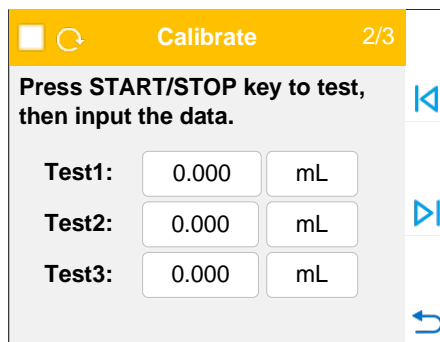 Calibrate 2/3
Press START/STOP key to test,
then input the data.
Test1: 0.000 mL
Test2: 0.000 mL
Test3: 0.000 mL